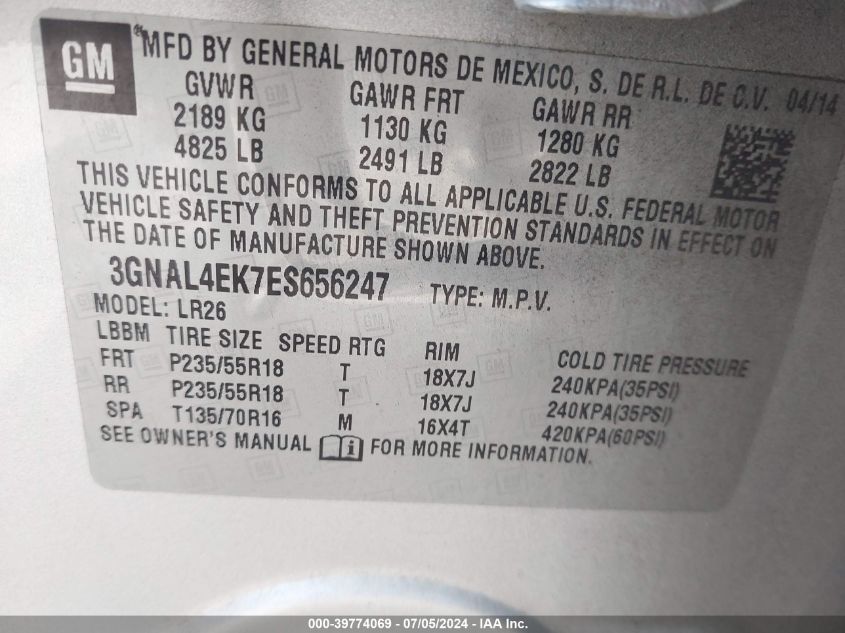 GM
MFD BY GENERAL MOTORS DE MEXICO, S. DE R.L. DE C.V. 04/14
GVWR GAWR FRT GAWR RR
2189 KG 1130 KG 1280 KG
4825 LB 2491 LB 2822 LB
THIS VEHICLE CONFORMS TO ALL APPLICABLE U.S. FEDERAL MOTOR
VEHICLE SAFETY AND THEFT PREVENTION STANDARDS IN EFFECT ON
THE DATE OF MANUFACTURE SHOWN ABOVE.
3GNAL4EK7ES656247 TYPE: M.P.V.
MODEL: LR26
LBBM TIRE SIZE SPEED RTG RIM COLD TIRE PRESSURE
FRT P235/55R18 T 18X7J 240KPA(35PSI)
RR P235/55R18 T 18X7J 240KPA(35PSI)
SPA T135/70R16 M 16X4T 420KPA(60PSI)
SEE OWNER'S MANUAL FOR MORE INFORMATION.
000-39774069 - 07/05/2024 - IAA Inc.